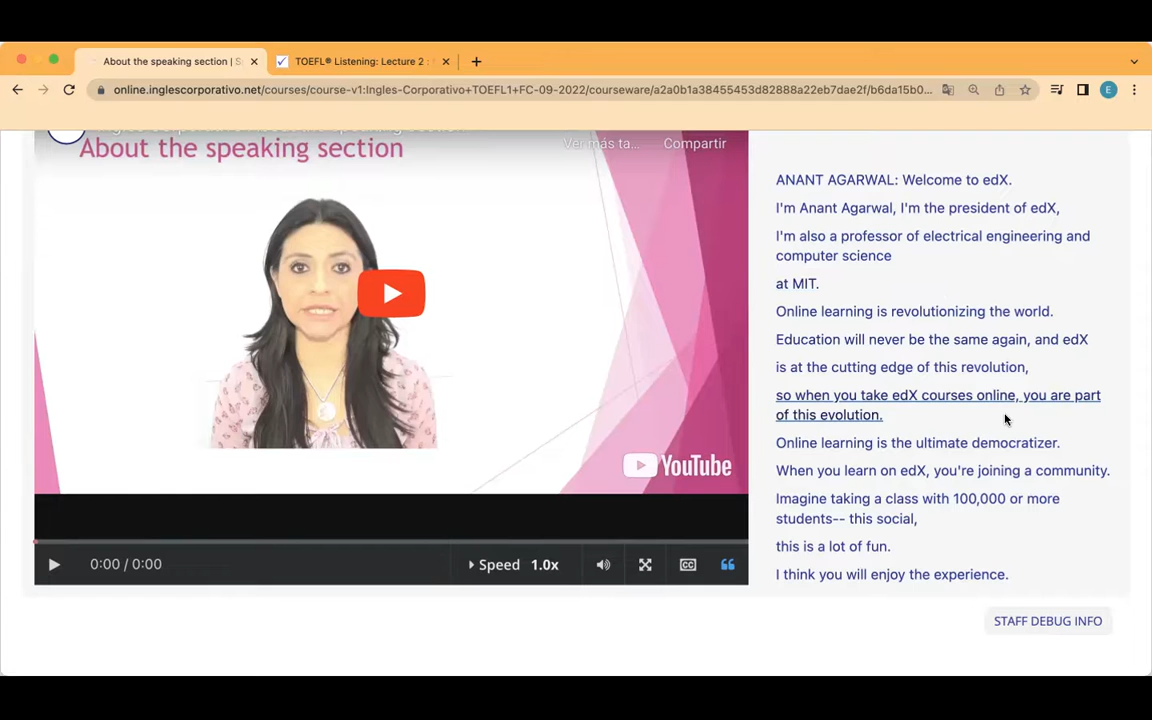 About the speaking section | S
TOEFL® Listening: Lecture 2 :
online.inglescorporativo.net/courses/course-v1:Ingles-Corporativo+TOEFL1+FC-09-2022/courseware/a2a0b1a38455453d82888a22eb7dae2f/b6da15b0...
E
About the speaking section
Ver más ta...
Compartir
YouTube
0:00 / 0:00
Speed 1.0x
CC
ANANT AGARWAL: Welcome to edX.
I'm Anant Agarwal, I'm the president of edX,
I'm also a professor of electrical engineering and
computer science
at MIT.
Online learning is revolutionizing the world.
Education will never be the same again, and edX
is at the cutting edge of this revolution,
so when you take edX courses online, you are part
of this evolution.
Online learning is the ultimate democratizer.
When you learn on edX, you're joining a community.
Imagine taking a class with 100,000 or more
students-- this social,
this is a lot of fun.
I think you will enjoy the experience.
STAFF DEBUG INFO